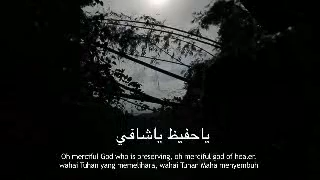 ياحفيظ ياشافي
Oh merciful God who is preserving, oh merciful god of healer.
wahai Tuhan yang memelihara, wahai Tuhan Maha menyembuh